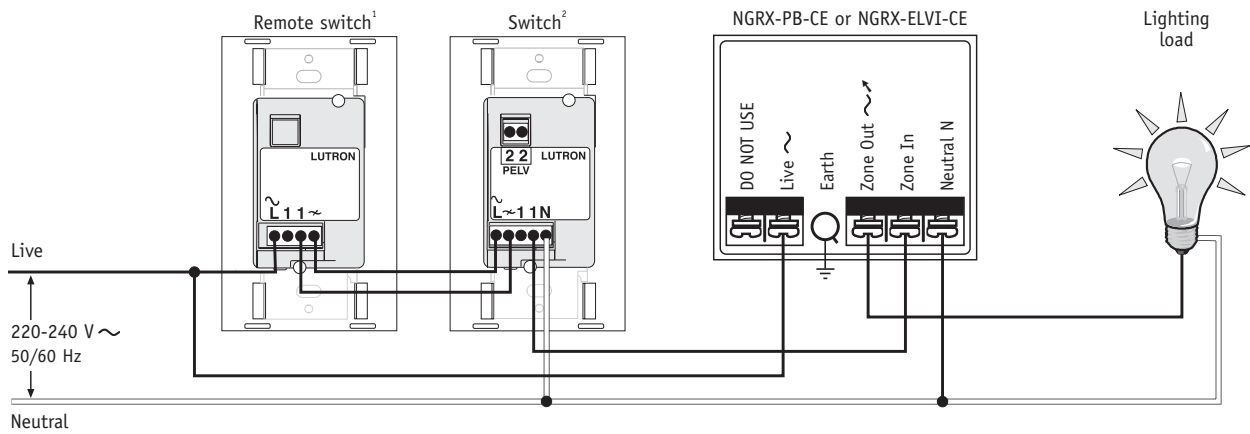 Remote switch¹
Switch²
NGRX-PB-CE or NGRX-ELVI-CE
Lighting
load
LUTRON
∼
L 1 1 ≁
2 2
PELV
LUTRON
∼
L ≁ 1 1 N
DO NOT USE
Live ∼
Earth
Zone Out ∼
Zone In
Neutral N
Live
220-240 V ∼
50/60 Hz
Neutral